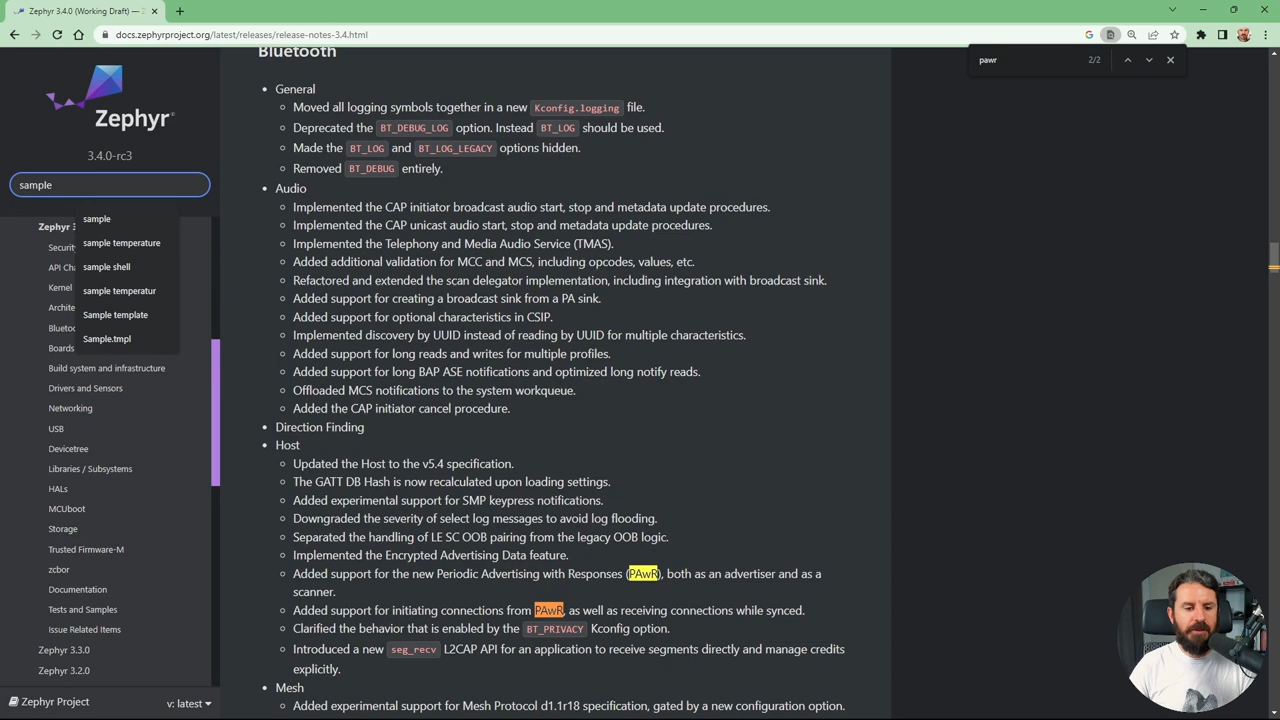 Zephyr 3.4.0 (Working Draft) — Z
docs.zephyrproject.org/latest/releases/release-notes-3.4.html
pawr
2/2
Zephyr
3.4.0-rc3
sample
sample
sample temperature
sample shell
sample temperatur
Sample template
Sample.tmpl
Zephyr 3
Securit
API Cha
Kernel
Archite
Bluetoo
Boards
Build system and infrastructure
Drivers and Sensors
Networking
USB
Devicetree
Libraries / Subsystems
HALs
MCUboot
Storage
Trusted Firmware-M
zcbor
Documentation
Tests and Samples
Issue Related Items
Zephyr 3.3.0
Zephyr 3.2.0
Zephyr Project
v: latest
Bluetooth
General
Moved all logging symbols together in a new Kconfig.logging file.
Deprecated the BT_DEBUG_LOG option. Instead BT_LOG should be used.
Made the BT_LOG and BT_LOG_LEGACY options hidden.
Removed BT_DEBUG entirely.
Audio
Implemented the CAP initiator broadcast audio start, stop and metadata update procedures.
Implemented the CAP unicast audio start, stop and metadata update procedures.
Implemented the Telephony and Media Audio Service (TMAS).
Added additional validation for MCC and MCS, including opcodes, values, etc.
Refactored and extended the scan delegator implementation, including integration with broadcast sink.
Added support for creating a broadcast sink from a PA sink.
Added support for optional characteristics in CSIP.
Implemented discovery by UUID instead of reading by UUID for multiple characteristics.
Added support for long reads and writes for multiple profiles.
Added support for long BAP ASE notifications and optimized long notify reads.
Offloaded MCS notifications to the system workqueue.
Added the CAP initiator cancel procedure.
Direction Finding
Host
Updated the Host to the v5.4 specification.
The GATT DB Hash is now recalculated upon loading settings.
Added experimental support for SMP keypress notifications.
Downgraded the severity of select log messages to avoid log flooding.
Separated the handling of LE SC OOB pairing from the legacy OOB logic.
Implemented the Encrypted Advertising Data feature.
Added support for the new Periodic Advertising with Responses (PAwR), both as an advertiser and as a
scanner.
Added support for initiating connections from PAwR, as well as receiving connections while synced.
Clarified the behavior that is enabled by the BT_PRIVACY Kconfig option.
Introduced a new seg_recv L2CAP API for an application to receive segments directly and manage credits
explicitly.
Mesh
Added experimental support for Mesh Protocol d1.1r18 specification, gated by a new configuration option.